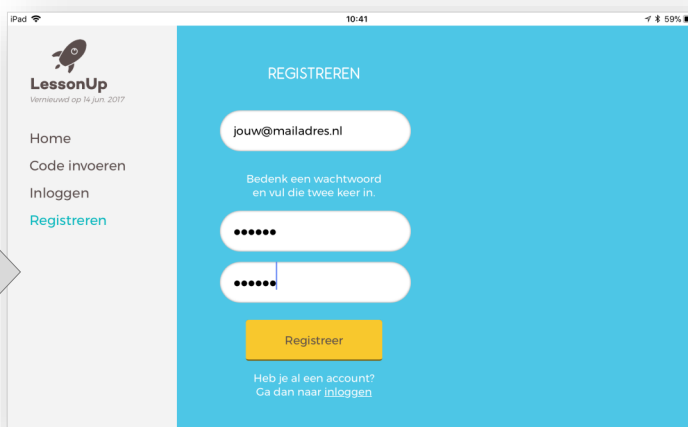 iPad
10:41
59%
LessonUp
Vernieuwd op 14 jun. 2017
Home
Code invoeren
Inloggen
Registreren
REGISTREREN
jouw@mailadres.nl
Bedenk een wachtwoord
en vul die twee keer in.
••••••
••••••
Registreer
Heb je al een account?
Ga dan naar inloggen